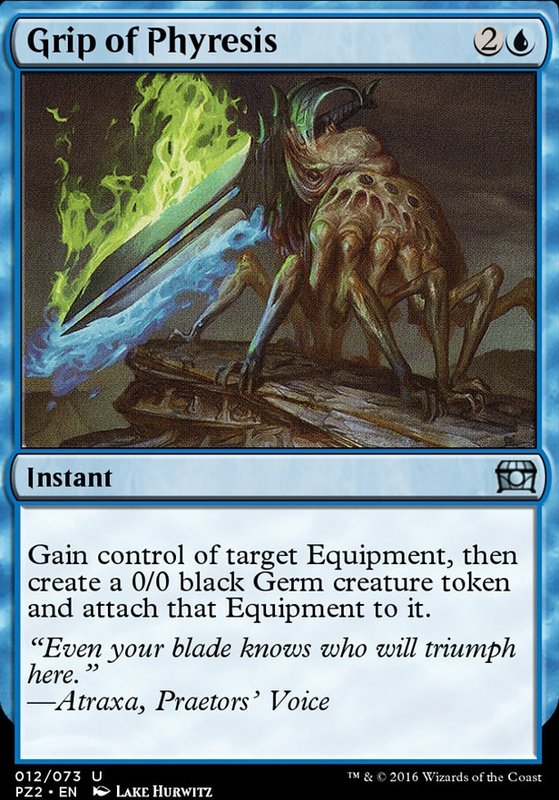 Grip of Phyresis 2
Instant
Gain control of target Equipment, then
create a 0/0 black Germ creature token
and attach that Equipment to it.
“Even your blade knows who will triumph
here.”
—Atraxa, Praetors’ Voice
012/073 U
PZ2 • EN LAKE HURWITZ
™ & © 2016 Wizards of the Coast